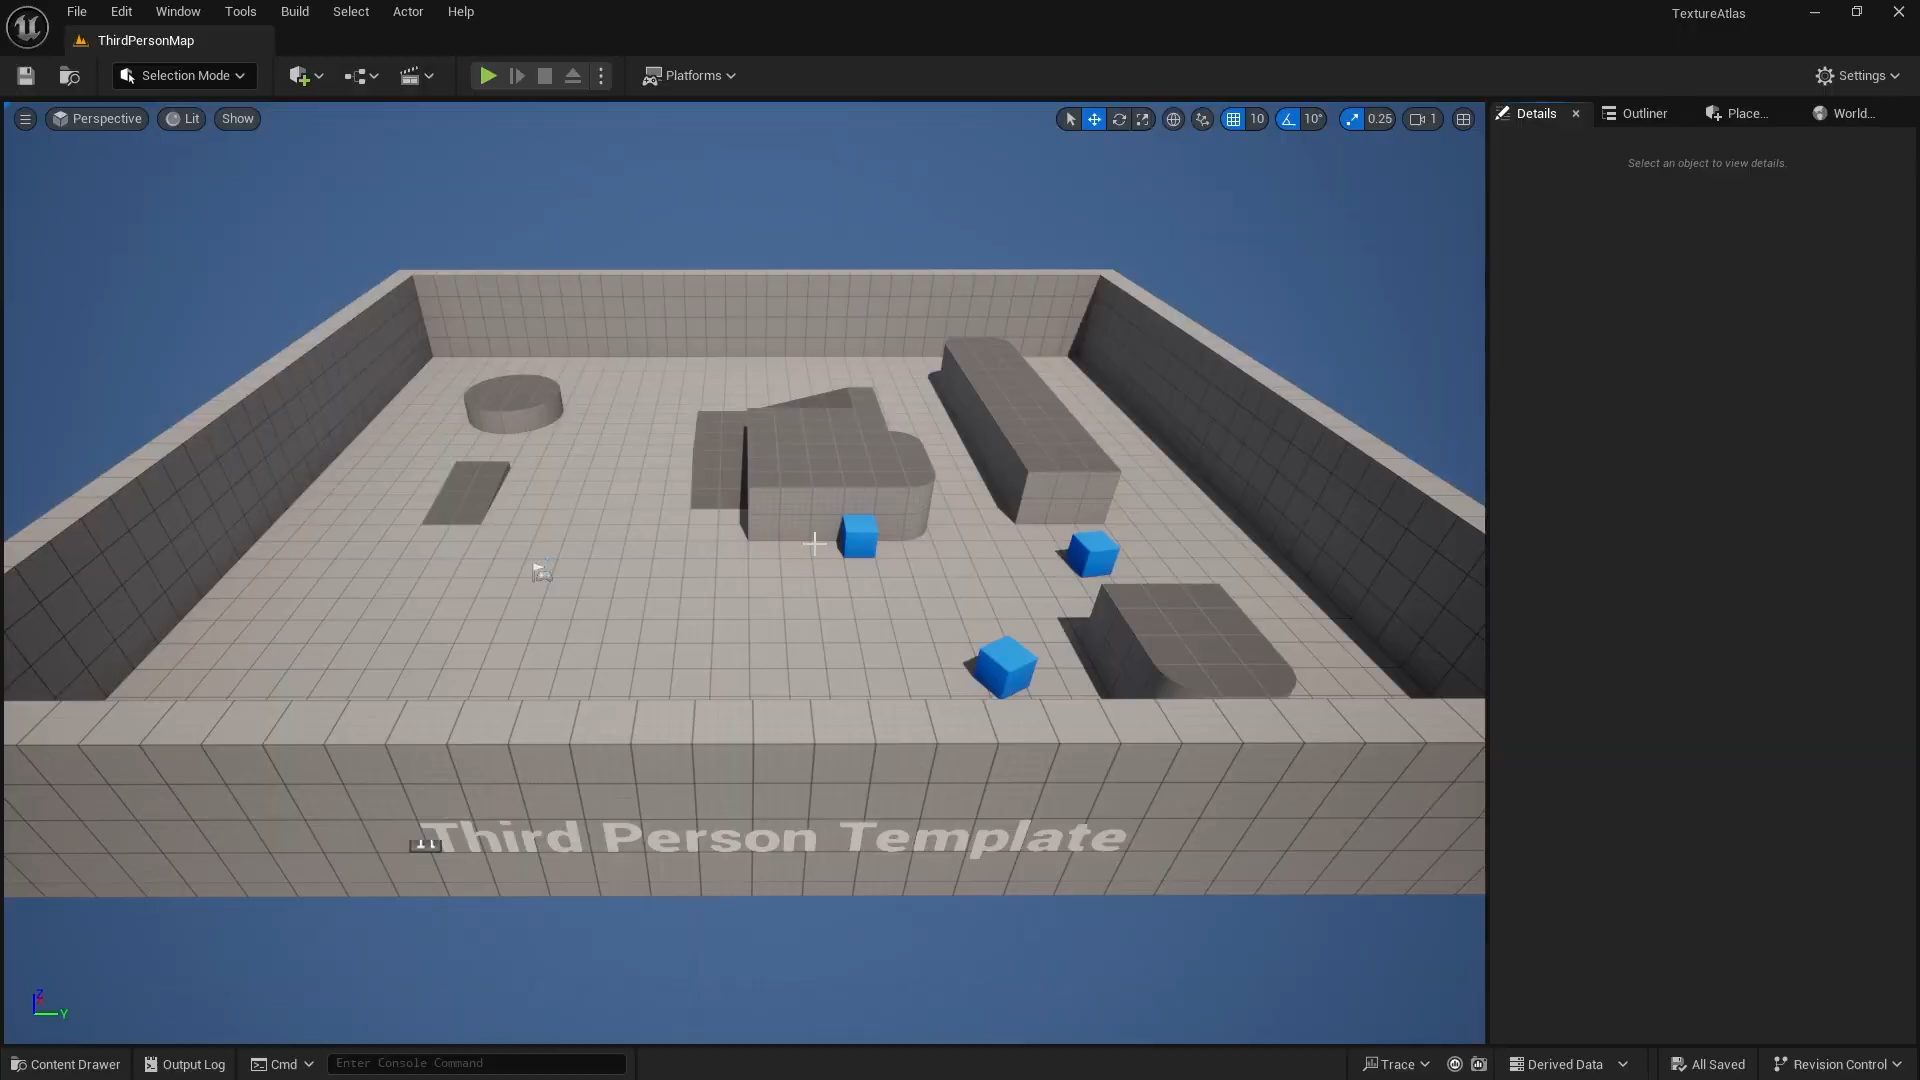 File Edit Window Tools Build Select Actor Help
TextureAtlas
ThirdPersonMap
Selection Mode
Platforms
Settings
Perspective Lit Show
10 10° 0.25 1
Details Outliner Place... World...
Select an object to view details.
Third Person Template
Z
Y
Content Drawer Output Log Cmd Enter Console Command
Trace Derived Data All Saved Revision Control